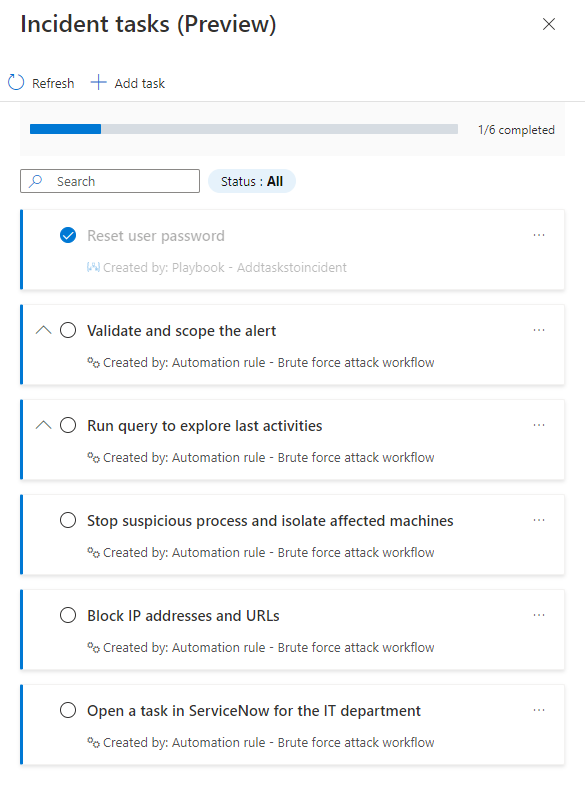 Incident tasks (Preview)
Refresh
Add task
1/6 completed
Search
Status : All
Reset user password
Created by: Playbook - Addtaskstoincident
Validate and scope the alert
Created by: Automation rule - Brute force attack workflow
Run query to explore last activities
Created by: Automation rule - Brute force attack workflow
Stop suspicious process and isolate affected machines
Created by: Automation rule - Brute force attack workflow
Block IP addresses and URLs
Created by: Automation rule - Brute force attack workflow
Open a task in ServiceNow for the IT department
Created by: Automation rule - Brute force attack workflow